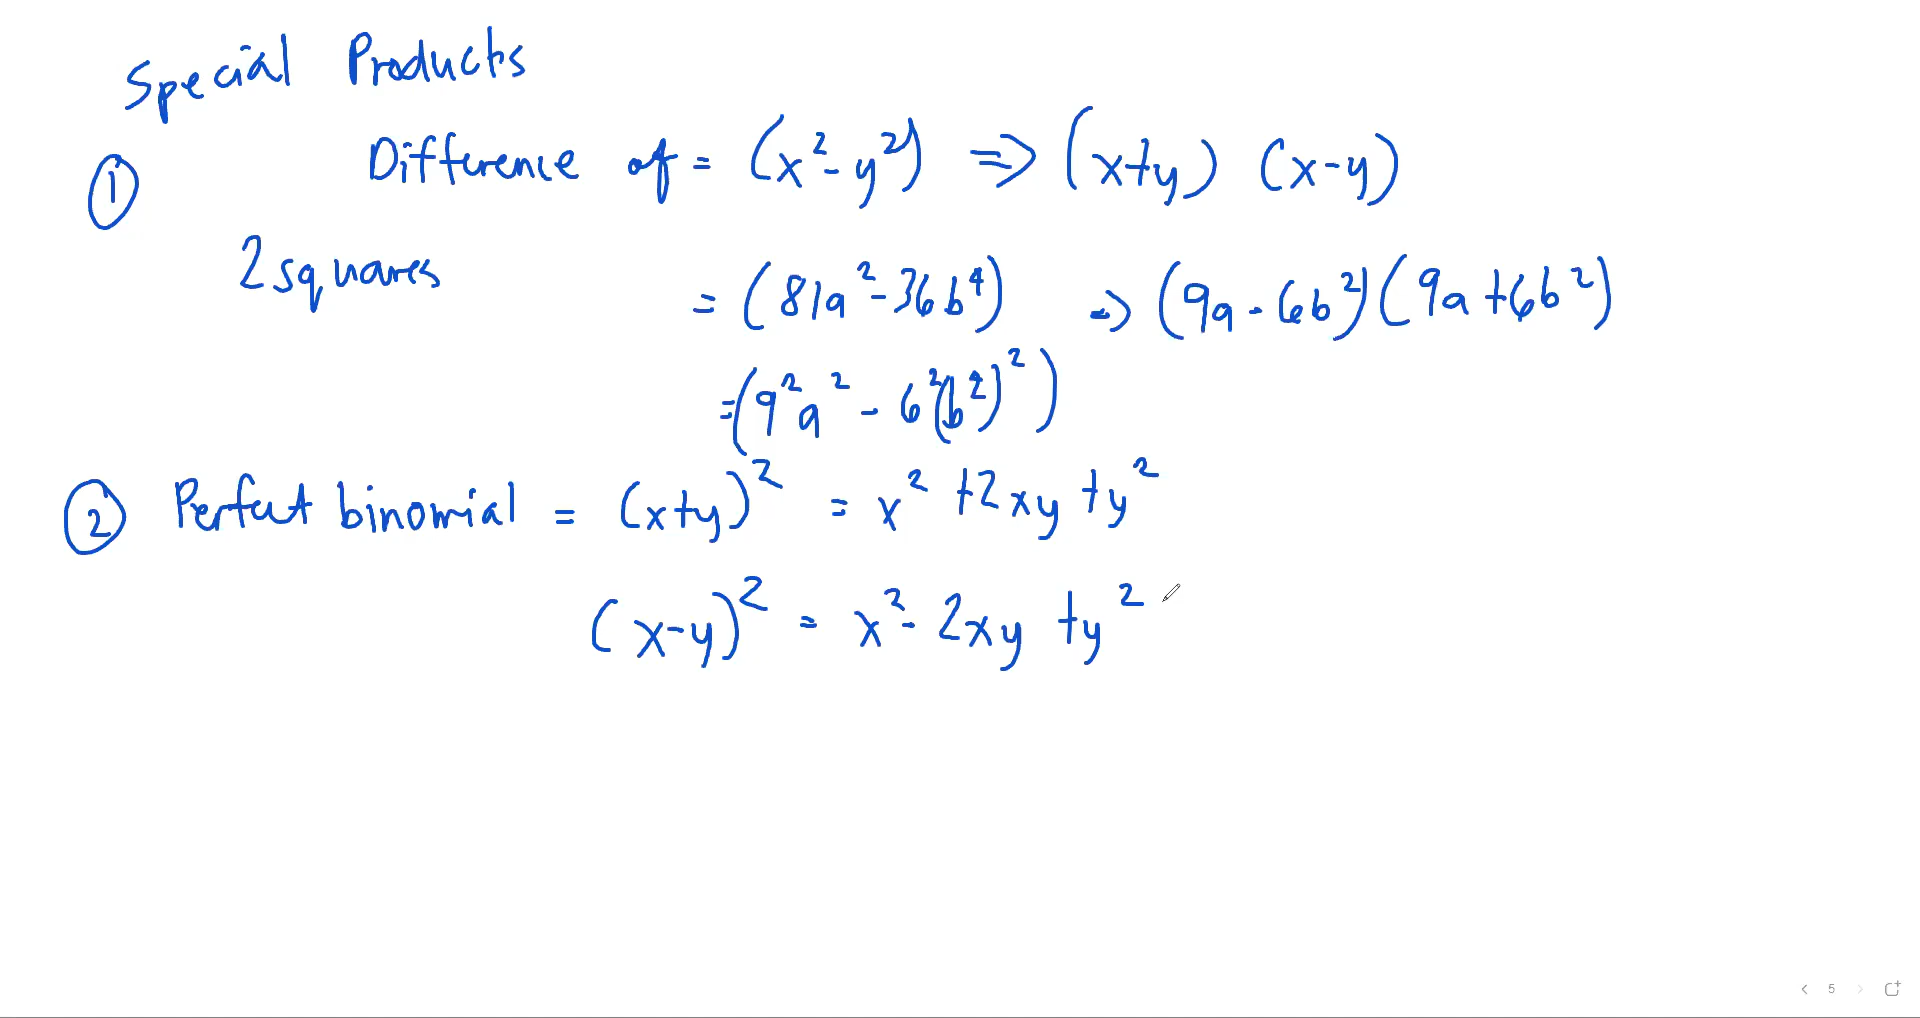 Special Products
① Difference of = (x² - y²) ⇒ (x+y) (x-y)
2 squares
= (81a² - 36b⁴) ⇒ (9a - 6b²)(9a + 6b²)
= (9²a² - 6²(b²)²)
② Perfect binomial = (x+y)² = x² + 2xy + y²
(x-y)² = x² - 2xy + y²
< 5 >